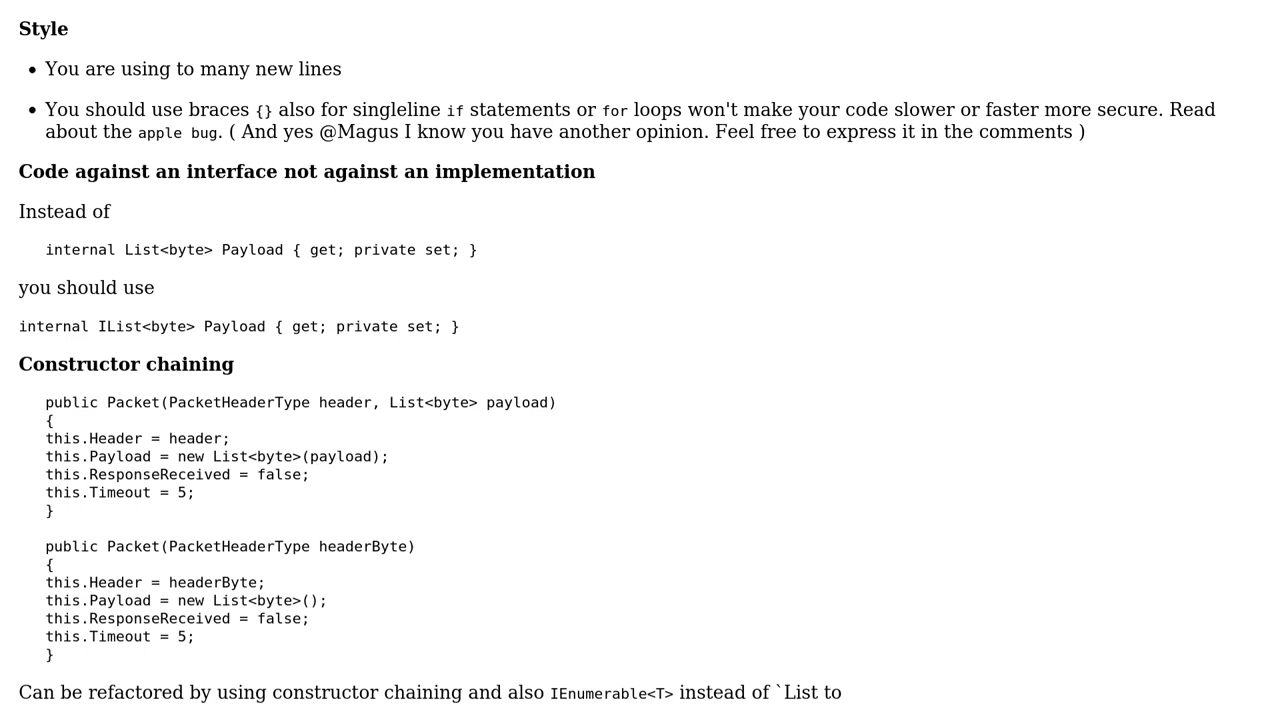 Style
• You are using to many new lines
• You should use braces {} also for singleline if statements or for loops won't make your code slower or faster more secure. Read
about the apple bug. ( And yes @Magus I know you have another opinion. Feel free to express it in the comments )
Code against an interface not against an implementation
Instead of
internal List<byte> Payload { get; private set; }
you should use
internal IList<byte> Payload { get; private set; }
Constructor chaining
public Packet(PacketHeaderType header, List<byte> payload)
{
this.Header = header;
this.Payload = new List<byte>(payload);
this.ResponseReceived = false;
this.Timeout = 5;
}
public Packet(PacketHeaderType headerByte)
{
this.Header = headerByte;
this.Payload = new List<byte>();
this.ResponseReceived = false;
this.Timeout = 5;
}
Can be refactored by using constructor chaining and also IEnumerable<T> instead of `List to